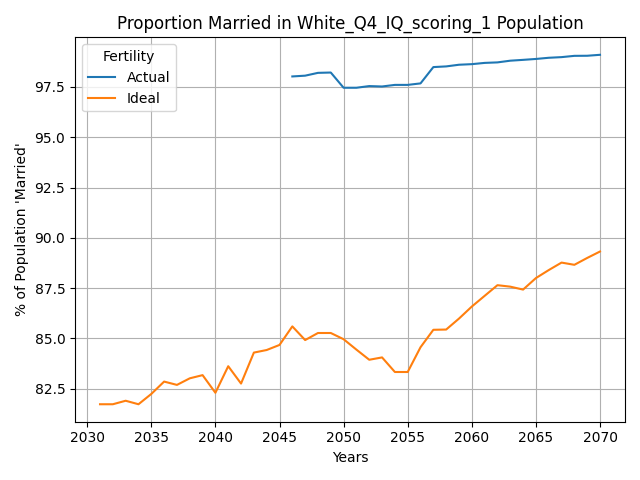 Proportion Married in White_Q4_IQ_scoring_1 Population
Fertility
Actual
Ideal
% of Population 'Married'
97.5
95.0
92.5
90.0
87.5
85.0
82.5
2030 2035 2040 2045 2050 2055 2060 2065 2070
Years